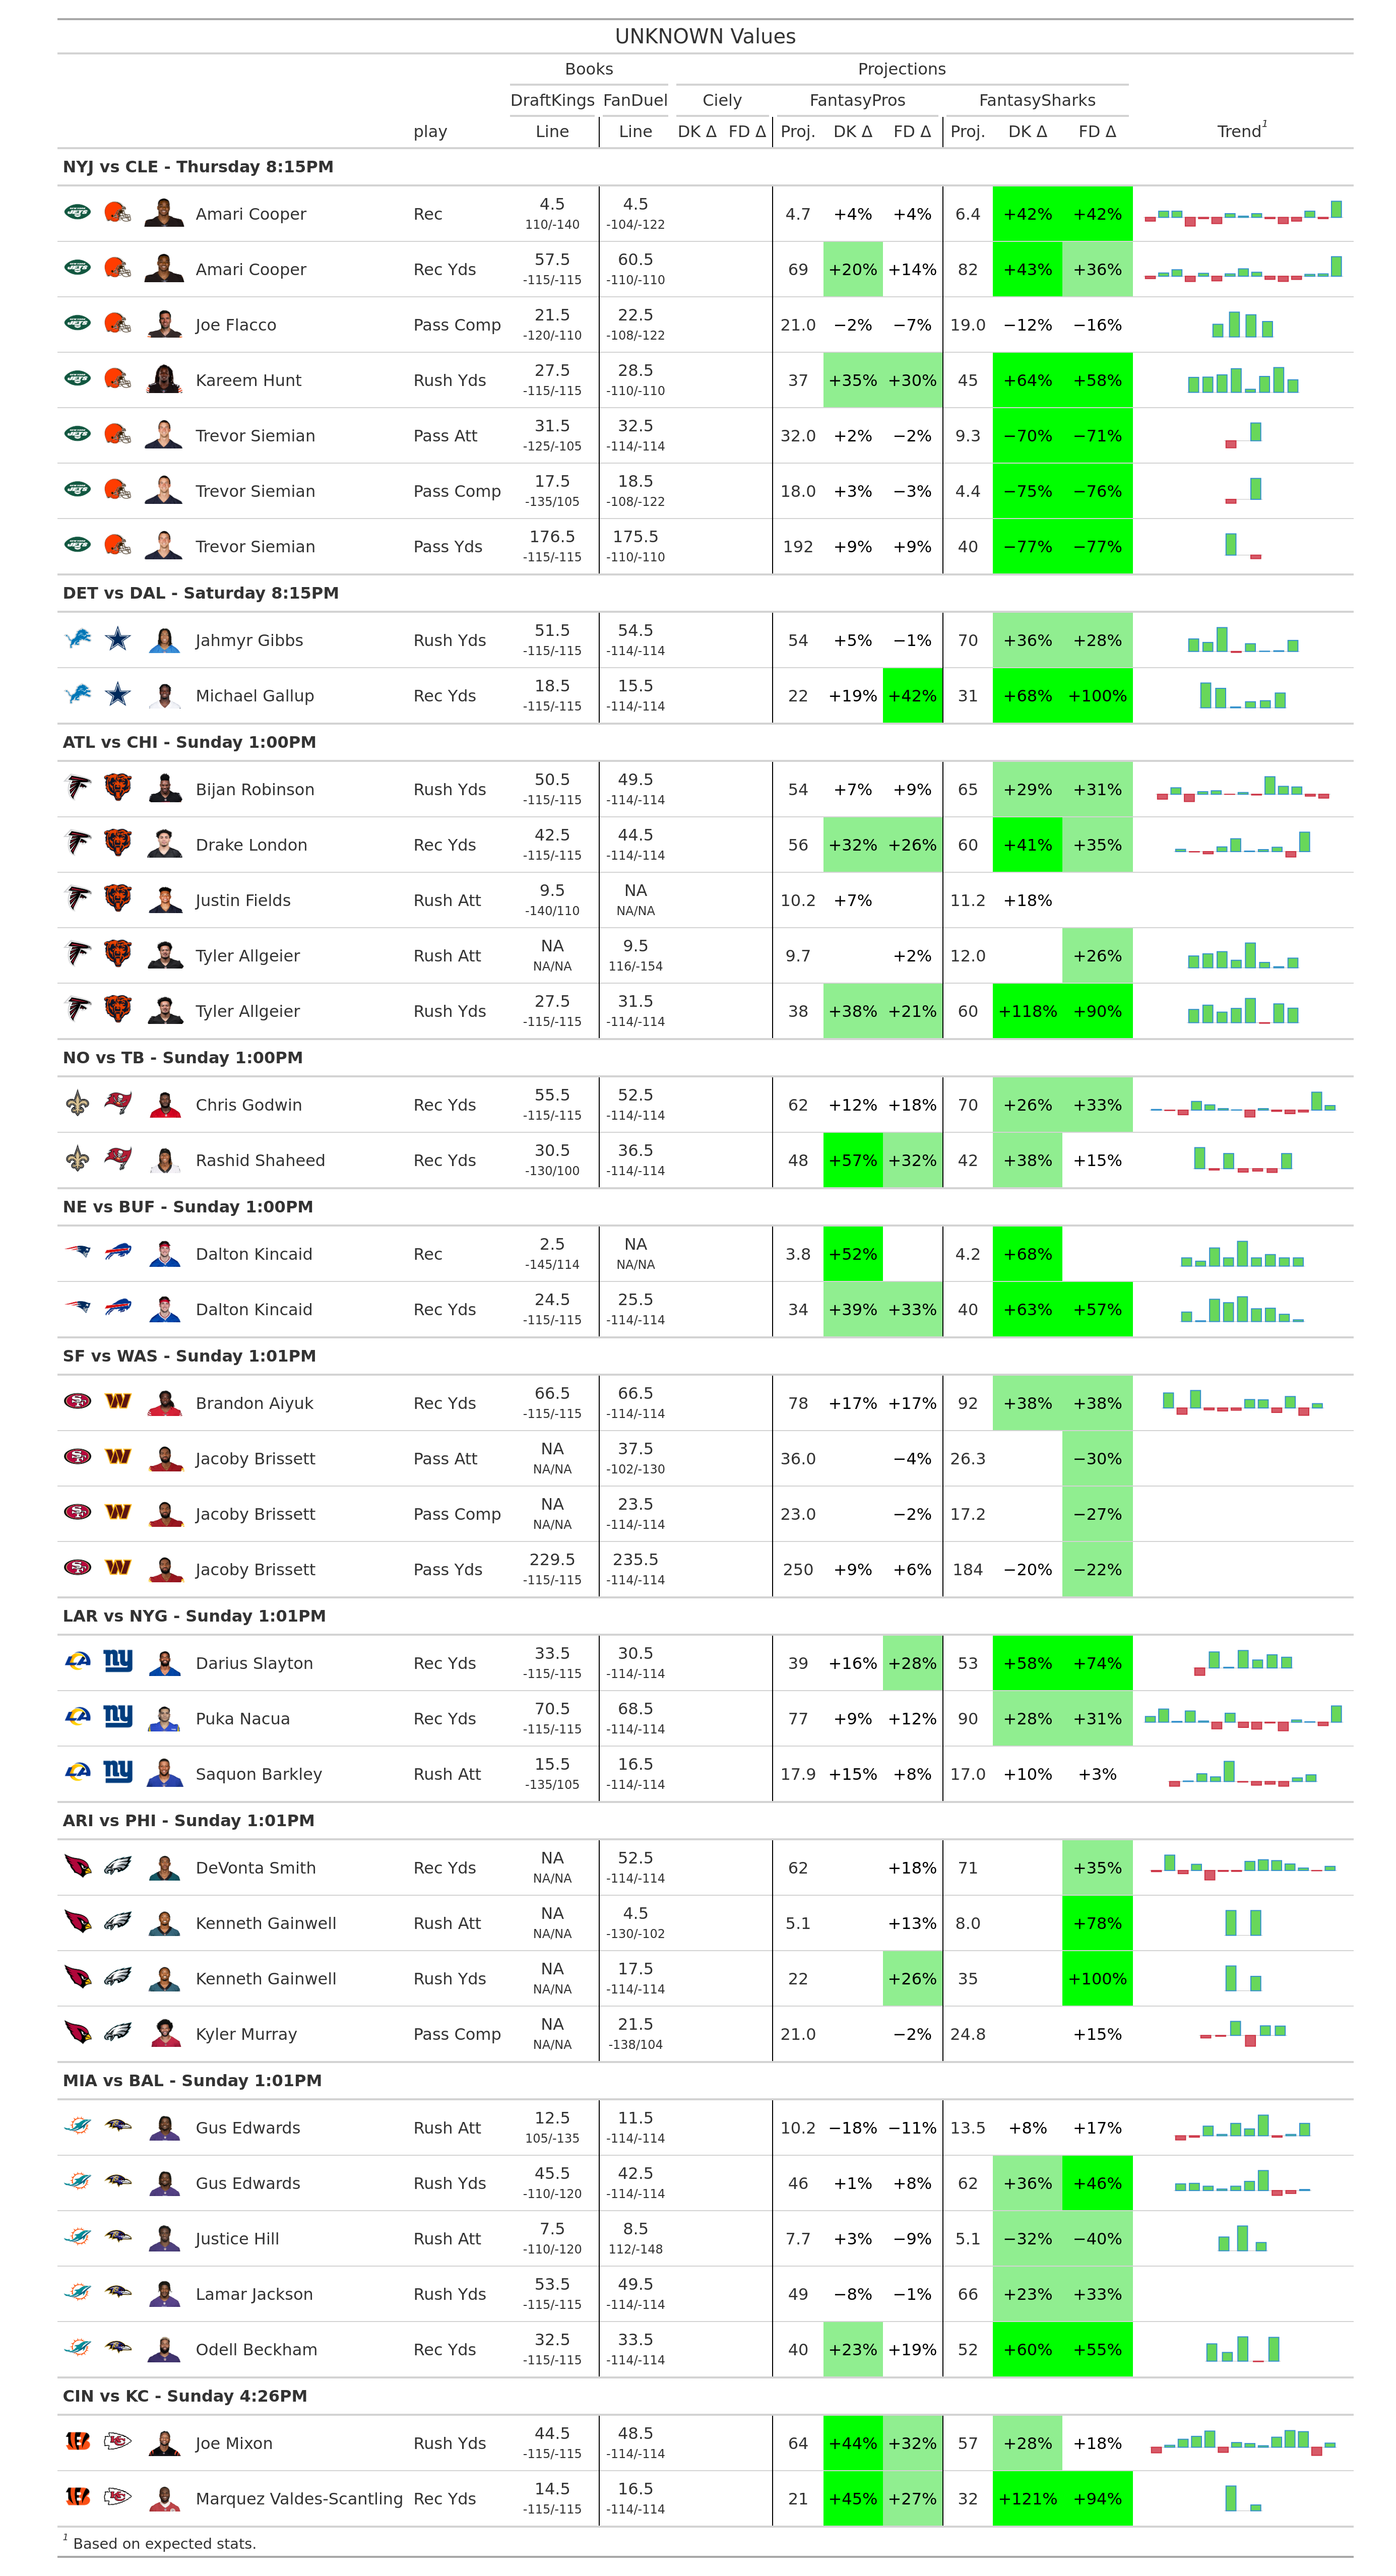 UNKNOWN Values
Books Projections
DraftKings FanDuel Ciely FantasyPros FantasySharks
play Line Line DK Δ FD Δ Proj. DK Δ FD Δ Proj. DK Δ FD Δ Trend1
NYJ vs CLE - Thursday 8:15PM
Amari Cooper Rec 4.5 4.5 4.7 +4% +4% 6.4 +42% +42%
110/-140 -104/-122
Amari Cooper Rec Yds 57.5 60.5 69 +20% +14% 82 +43% +36%
-115/-115 -110/-110
Joe Flacco Pass Comp 21.5 22.5 21.0 −2% −7% 19.0 −12% −16%
-120/-110 -108/-122
Kareem Hunt Rush Yds 27.5 28.5 37 +35% +30% 45 +64% +58%
-115/-115 -110/-110
Trevor Siemian Pass Att 31.5 32.5 32.0 +2% −2% 9.3 −70% −71%
-125/-105 -114/-114
Trevor Siemian Pass Comp 17.5 18.5 18.0 +3% −3% 4.4 −75% −76%
-135/105 -108/-122
Trevor Siemian Pass Yds 176.5 175.5 192 +9% +9% 40 −77% −77%
-115/-115 -110/-110
DET vs DAL - Saturday 8:15PM
Jahmyr Gibbs Rush Yds 51.5 54.5 54 +5% −1% 70 +36% +28%
-115/-115 -114/-114
Michael Gallup Rec Yds 18.5 15.5 22 +19% +42% 31 +68% +100%
-115/-115 -114/-114
ATL vs CHI - Sunday 1:00PM
Bijan Robinson Rush Yds 50.5 49.5 54 +7% +9% 65 +29% +31%
-115/-115 -114/-114
Drake London Rec Yds 42.5 44.5 56 +32% +26% 60 +41% +35%
-115/-115 -114/-114
Justin Fields Rush Att 9.5 NA 10.2 +7% 11.2 +18%
-140/110 NA/NA
Tyler Allgeier Rush Att NA 9.5 9.7 +2% 12.0 +26%
NA/NA 116/-154
Tyler Allgeier Rush Yds 27.5 31.5 38 +38% +21% 60 +118% +90%
-115/-115 -114/-114
NO vs TB - Sunday 1:00PM
Chris Godwin Rec Yds 55.5 52.5 62 +12% +18% 70 +26% +33%
-115/-115 -114/-114
Rashid Shaheed Rec Yds 30.5 36.5 48 +57% +32% 42 +38% +15%
-130/100 -114/-114
NE vs BUF - Sunday 1:00PM
Dalton Kincaid Rec 2.5 NA 3.8 +52% 4.2 +68%
-145/114 NA/NA
Dalton Kincaid Rec Yds 24.5 25.5 34 +39% +33% 40 +63% +57%
-115/-115 -114/-114
SF vs WAS - Sunday 1:01PM
Brandon Aiyuk Rec Yds 66.5 66.5 78 +17% +17% 92 +38% +38%
-115/-115 -114/-114
Jacoby Brissett Pass Att NA 37.5 36.0 −4% 26.3 −30%
NA/NA -102/-130
Jacoby Brissett Pass Comp NA 23.5 23.0 −2% 17.2 −27%
NA/NA -114/-114
Jacoby Brissett Pass Yds 229.5 235.5 250 +9% +6% 184 −20% −22%
-115/-115 -114/-114
LAR vs NYG - Sunday 1:01PM
Darius Slayton Rec Yds 33.5 30.5 39 +16% +28% 53 +58% +74%
-115/-115 -114/-114
Puka Nacua Rec Yds 70.5 68.5 77 +9% +12% 90 +28% +31%
-115/-115 -114/-114
Saquon Barkley Rush Att 15.5 16.5 17.9 +15% +8% 17.0 +10% +3%
-135/105 -114/-114
ARI vs PHI - Sunday 1:01PM
DeVonta Smith Rec Yds NA 52.5 62 +18% 71 +35%
NA/NA -114/-114
Kenneth Gainwell Rush Att NA 4.5 5.1 +13% 8.0 +78%
NA/NA -130/-102
Kenneth Gainwell Rush Yds NA 17.5 22 +26% 35 +100%
NA/NA -114/-114
Kyler Murray Pass Comp NA 21.5 21.0 −2% 24.8 +15%
NA/NA -138/104
MIA vs BAL - Sunday 1:01PM
Gus Edwards Rush Att 12.5 11.5 10.2 −18% −11% 13.5 +8% +17%
105/-135 -114/-114
Gus Edwards Rush Yds 45.5 42.5 46 +1% +8% 62 +36% +46%
-110/-120 -114/-114
Justice Hill Rush Att 7.5 8.5 7.7 +3% −9% 5.1 −32% −40%
-110/-120 112/-148
Lamar Jackson Rush Yds 53.5 49.5 49 −8% −1% 66 +23% +33%
-115/-115 -114/-114
Odell Beckham Rec Yds 32.5 33.5 40 +23% +19% 52 +60% +55%
-115/-115 -114/-114
CIN vs KC - Sunday 4:26PM
Joe Mixon Rush Yds 44.5 48.5 64 +44% +32% 57 +28% +18%
-115/-115 -114/-114
Marquez Valdes-Scantling Rec Yds 14.5 16.5 21 +45% +27% 32 +121% +94%
-115/-115 -114/-114
1 Based on expected stats.